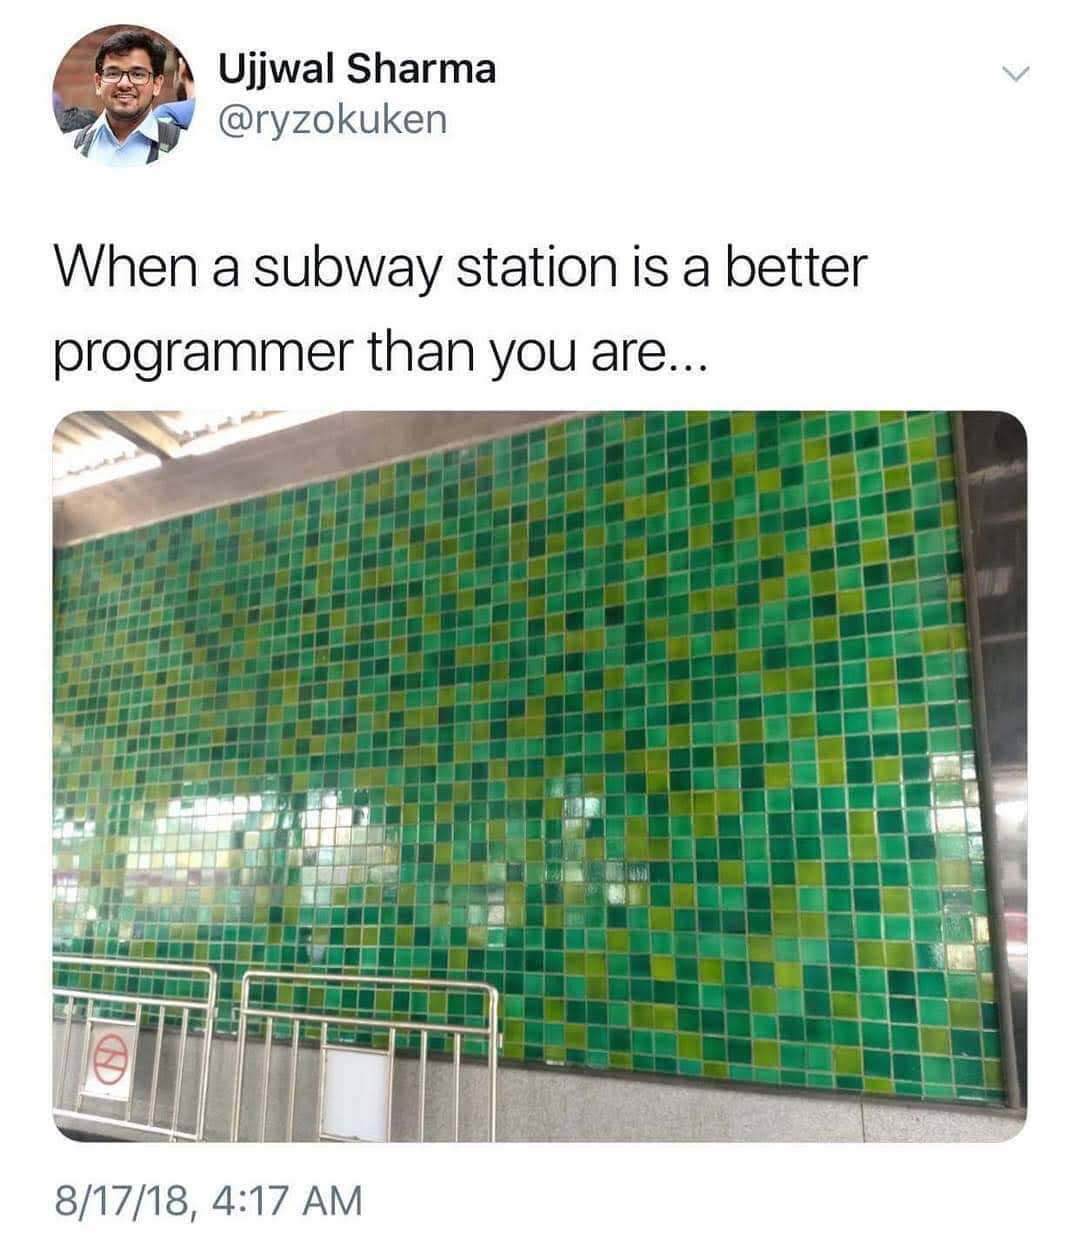 Ujjwal Sharma
@ryzokuken
When a subway station is a better
programmer than you are...
8/17/18, 4:17 AM